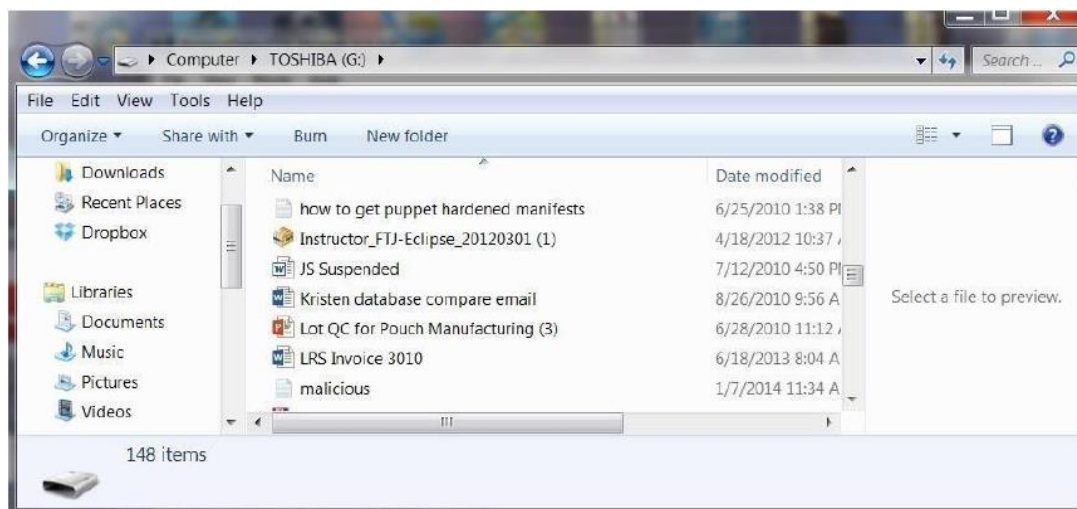 Computer ▸ TOSHIBA (G:) ▸ Search ...
File Edit View Tools Help
Organize Share with Burn New folder
Downloads
Recent Places
Dropbox
Libraries
Documents
Music
Pictures
Videos
Name Date modified
how to get puppet hardened manifests 6/25/2010 1:38 P
Instructor_FTJ-Eclipse_20120301 (1) 4/18/2012 10:37
JS Suspended 7/12/2010 4:50 P
Kristen database compare email 8/26/2010 9:56 A
Lot QC for Pouch Manufacturing (3) 6/28/2010 11:12
LRS Invoice 3010 6/18/2013 8:04 A
malicious 1/7/2014 11:34 A
Select a file to preview.
148 items